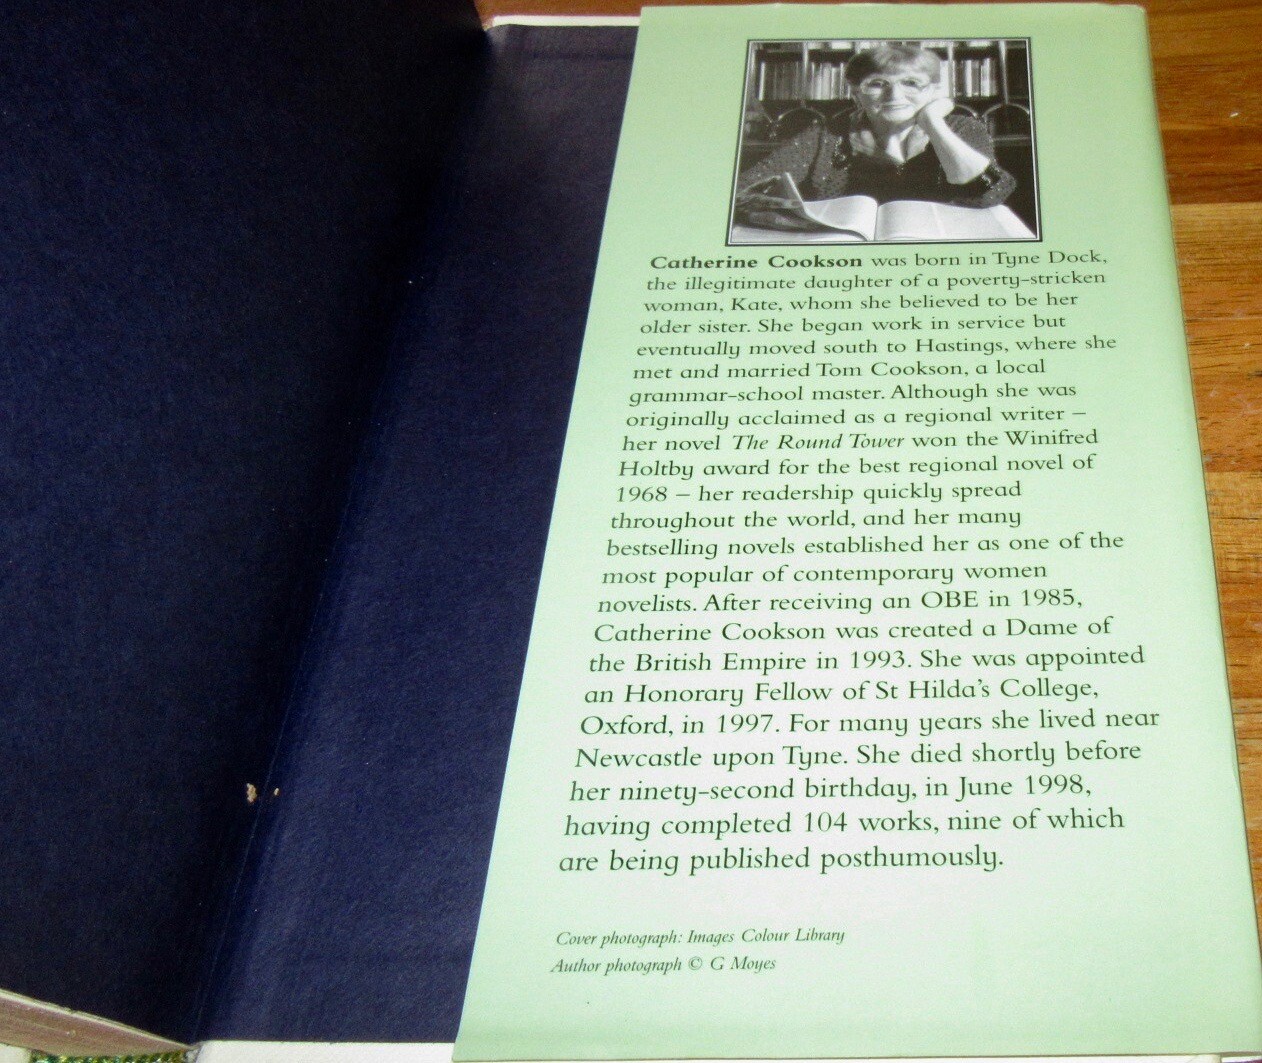 Catherine Cookson was born in Tyne Dock,
the illegitimate daughter of a poverty-stricken
woman, Kate, whom she believed to be her
older sister. She began work in service but
eventually moved south to Hastings, where she
met and married Tom Cookson, a local
grammar-school master. Although she was
originally acclaimed as a regional writer –
her novel The Round Tower won the Winifred
Holtby award for the best regional novel of
1968 – her readership quickly spread
throughout the world, and her many
bestselling novels established her as one of the
most popular of contemporary women
novelists. After receiving an OBE in 1985,
Catherine Cookson was created a Dame of
the British Empire in 1993. She was appointed
an Honorary Fellow of St Hilda's College,
Oxford, in 1997. For many years she lived near
Newcastle upon Tyne. She died shortly before
her ninety-second birthday, in June 1998,
having completed 104 works, nine of which
are being published posthumously.
Cover photograph: Images Colour Library
Author photograph © G Moyes